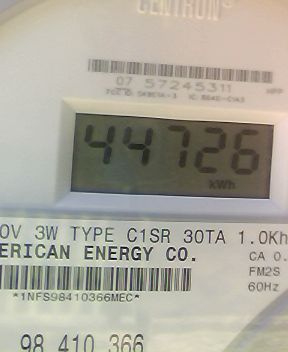 CENTRON®
07 57245311
44726
kWh
0V 3W TYPE C1SR 30TA 1.0Kh
ERICAN ENERGY CO.
CA 0.
FM2S
60Hz
*1NFS98410366MEC*
98 410 366